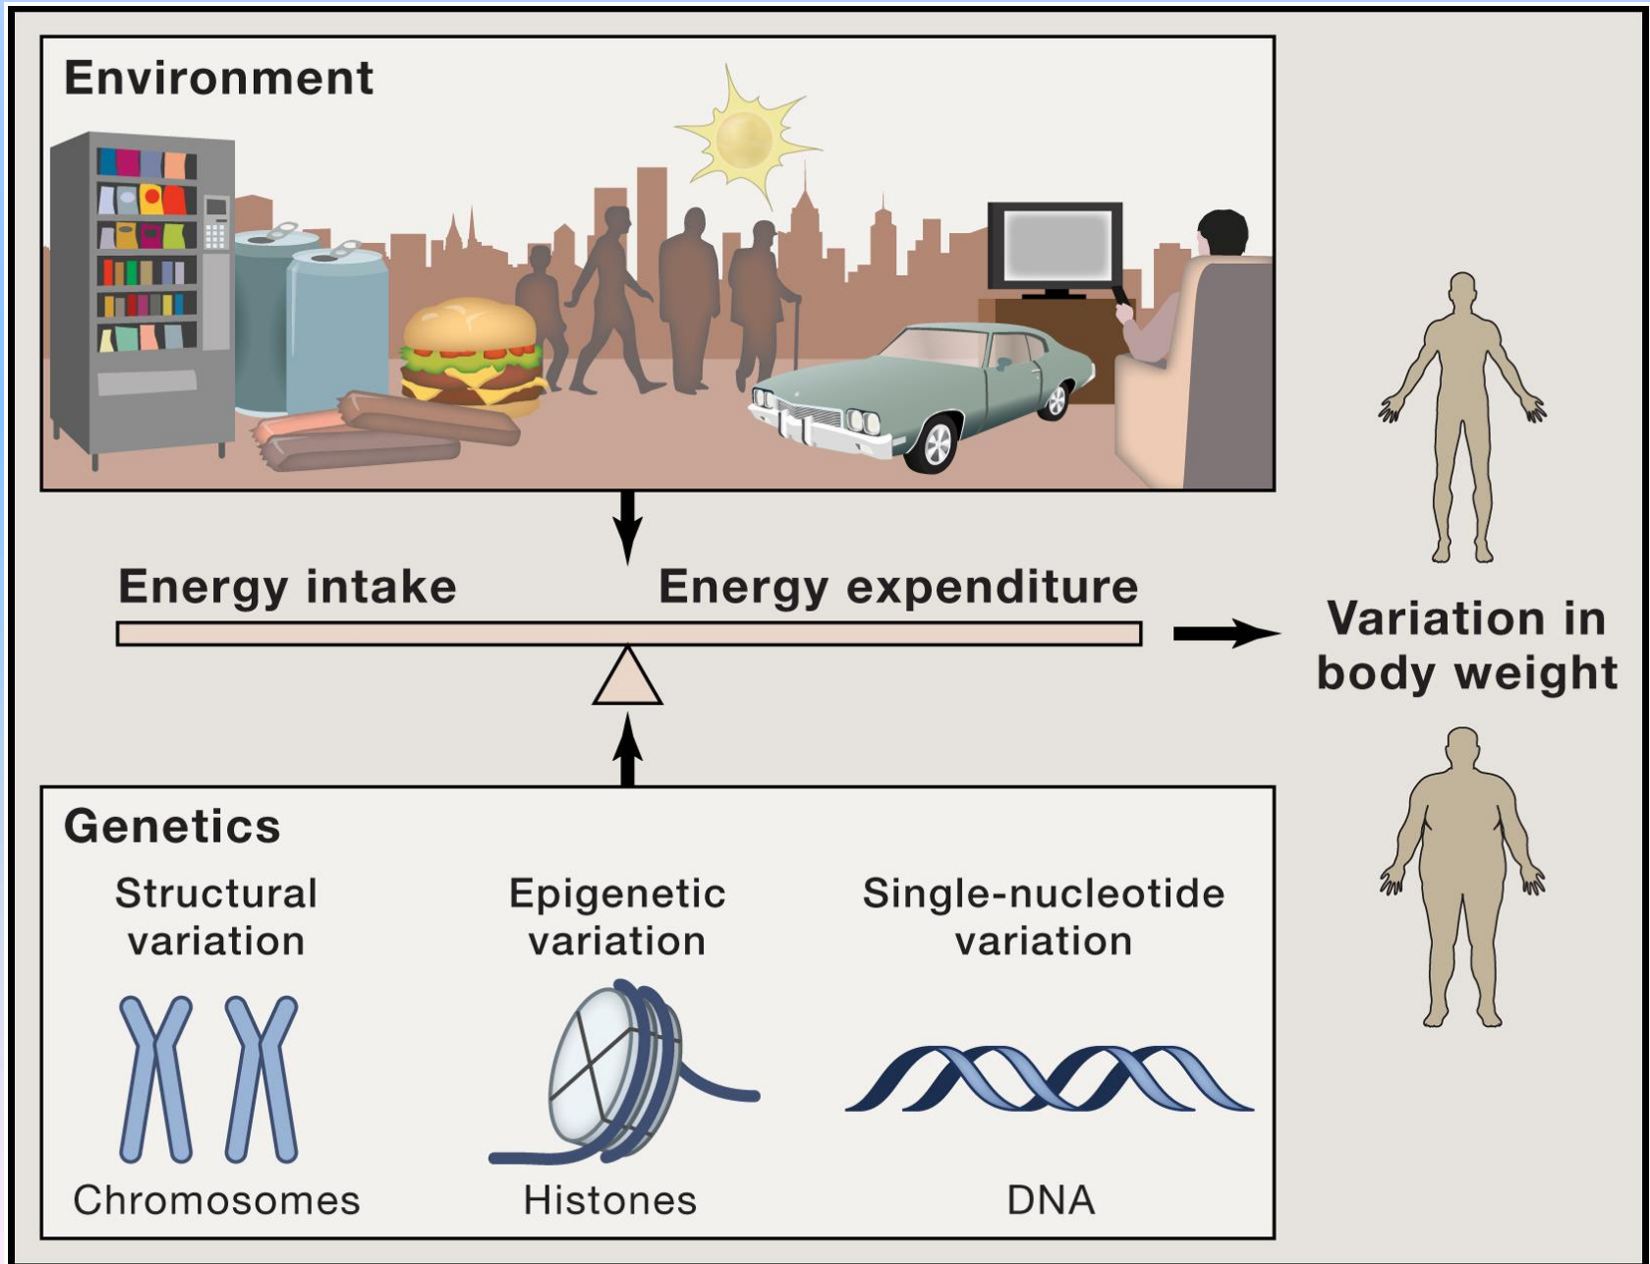 Environment
Energy intake
Energy expenditure
Variation in
body weight
Genetics
Structural
variation
Epigenetic
variation
Single-nucleotide
variation
Chromosomes
Histones
DNA